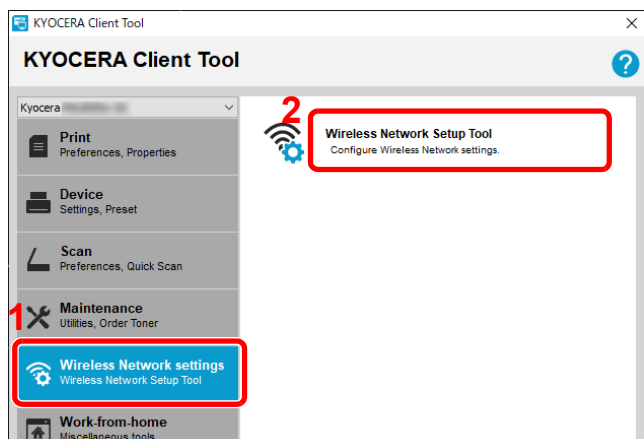 KYOCERA Client Tool
KYOCERA Client Tool
?
Kyocera
2
Print
Preferences, Properties
Wireless Network Setup Tool
Configure Wireless Network settings.
Device
Settings, Preset
Scan
Preferences, Quick Scan
1
Maintenance
Utilities, Order Toner
Wireless Network settings
Wireless Network Setup Tool
Work-from-home
Miscellaneous tools